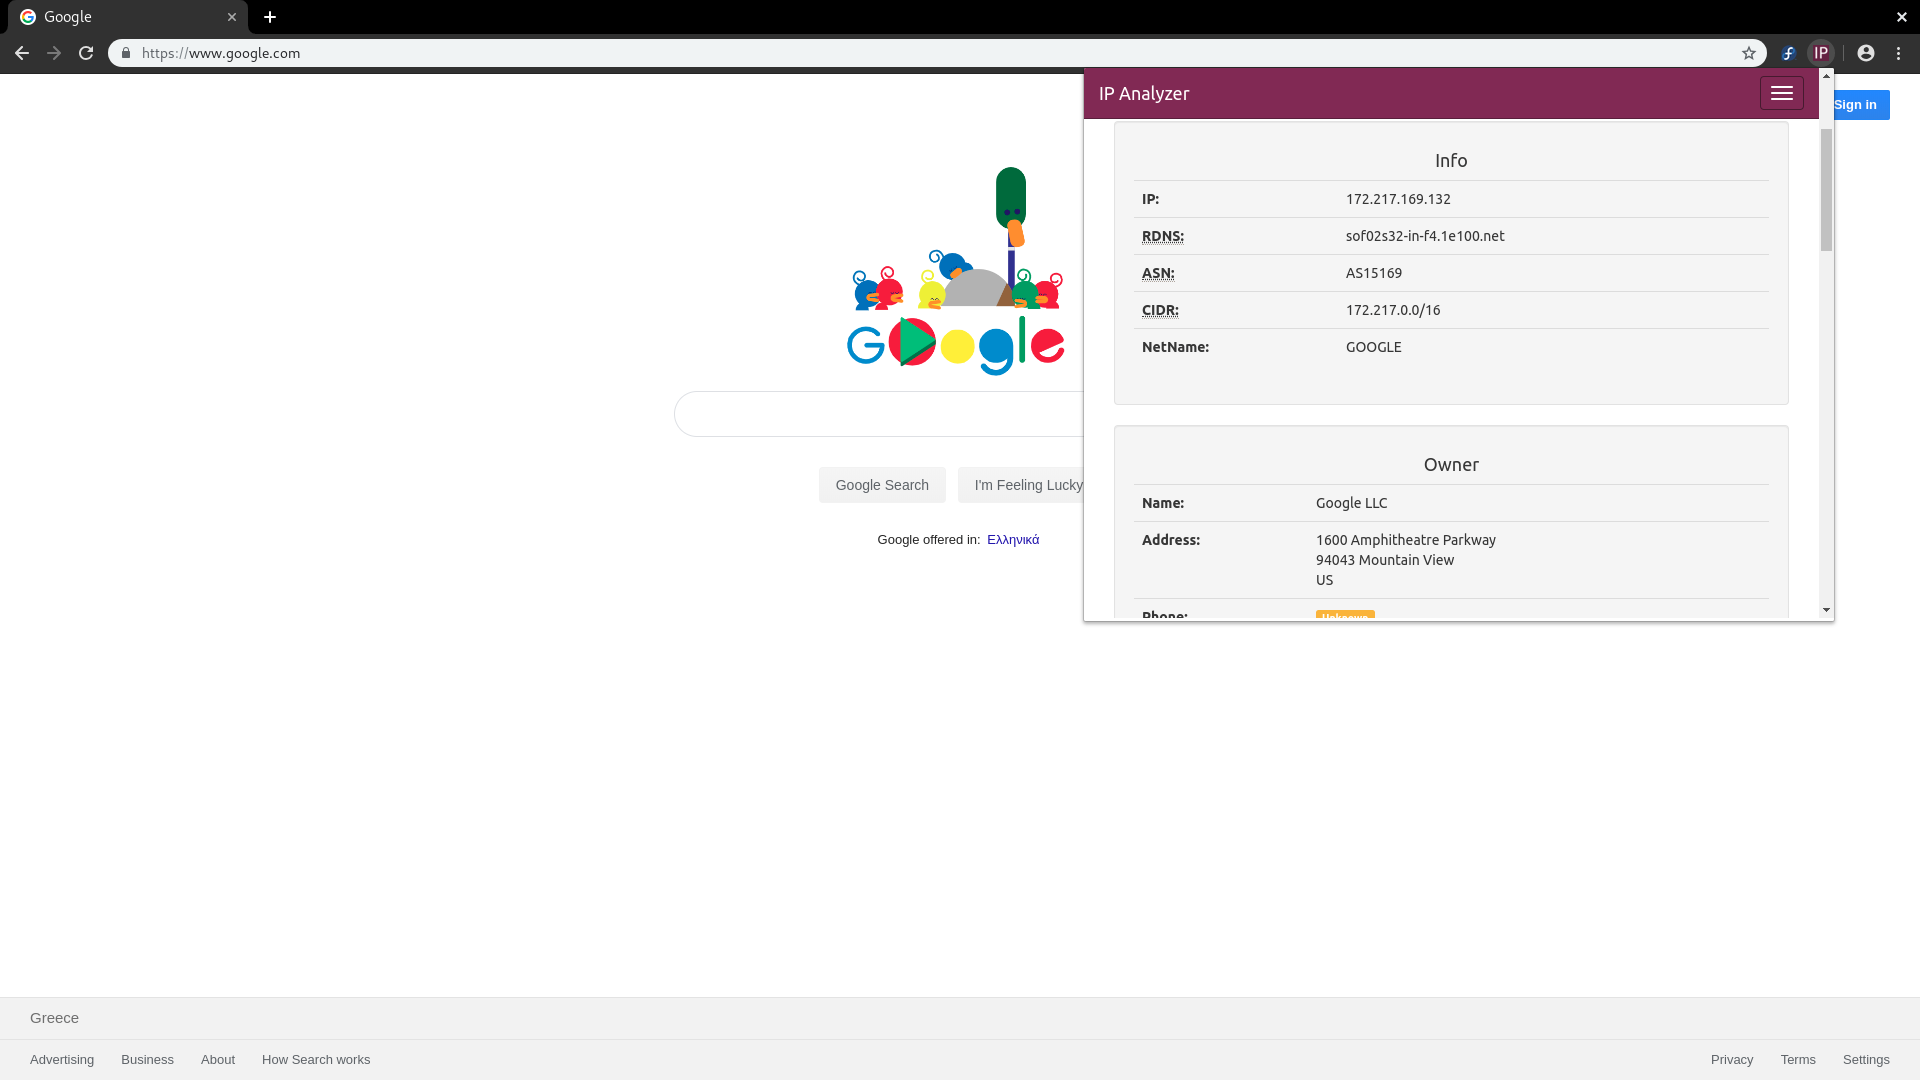 Google
https://www.google.com
IP
IP Analyzer
Sign in
Info
IP: 172.217.169.132
RDNS: sof02s32-in-f4.1e100.net
ASN: AS15169
CIDR: 172.217.0.0/16
NetName: GOOGLE
Owner
Name: Google LLC
Address: 1600 Amphitheatre Parkway
94043 Mountain View
US
Phone: Unknown
Google
Google Search I'm Feeling Lucky
Google offered in: Ελληνικά
Greece
Advertising Business About How Search works Privacy Terms Settings